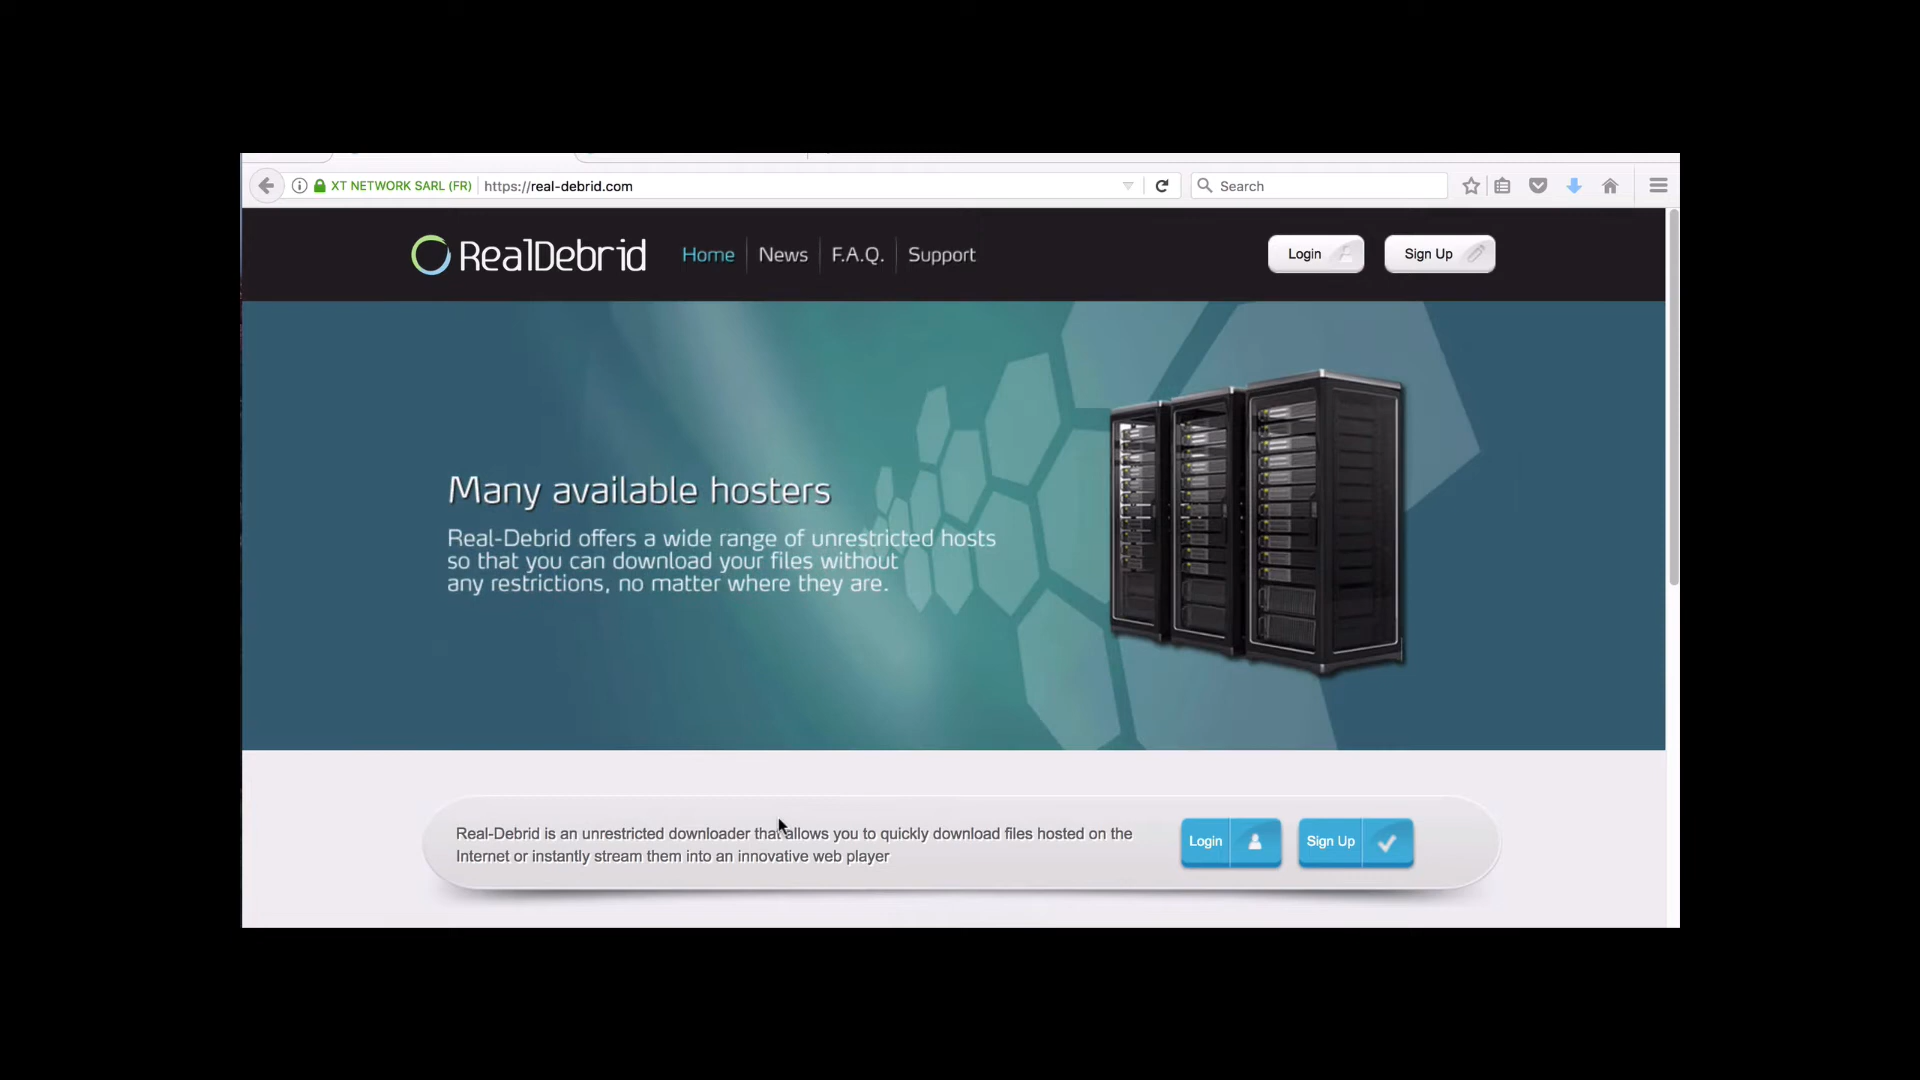 XT NETWORK SARL (FR) https://real-debrid.com Search
RealDebrid Home News F.A.Q. Support Login Sign Up
Many available hosters
Real-Debrid offers a wide range of unrestricted hosts
so that you can download your files without
any restrictions, no matter where they are.
Real-Debrid is an unrestricted downloader that allows you to quickly download files hosted on the
Internet or instantly stream them into an innovative web player
Login Sign Up